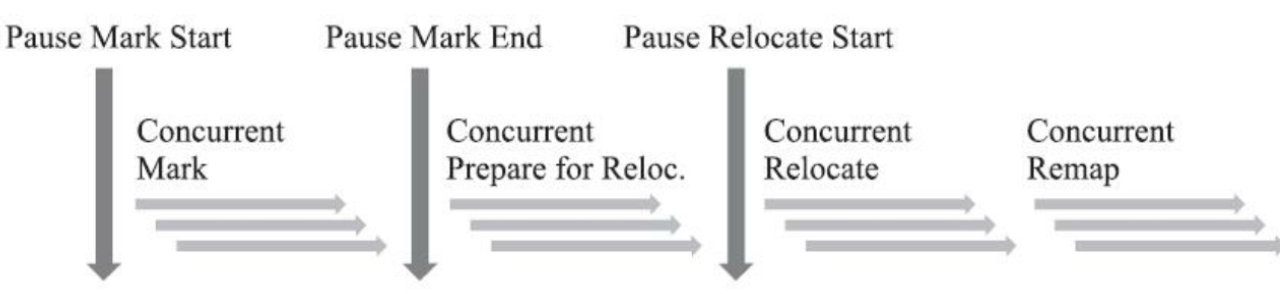 Pause Mark Start
Pause Mark End
Pause Relocate Start
Concurrent
Mark
Concurrent
Prepare for Reloc.
Concurrent
Relocate
Concurrent
Remap